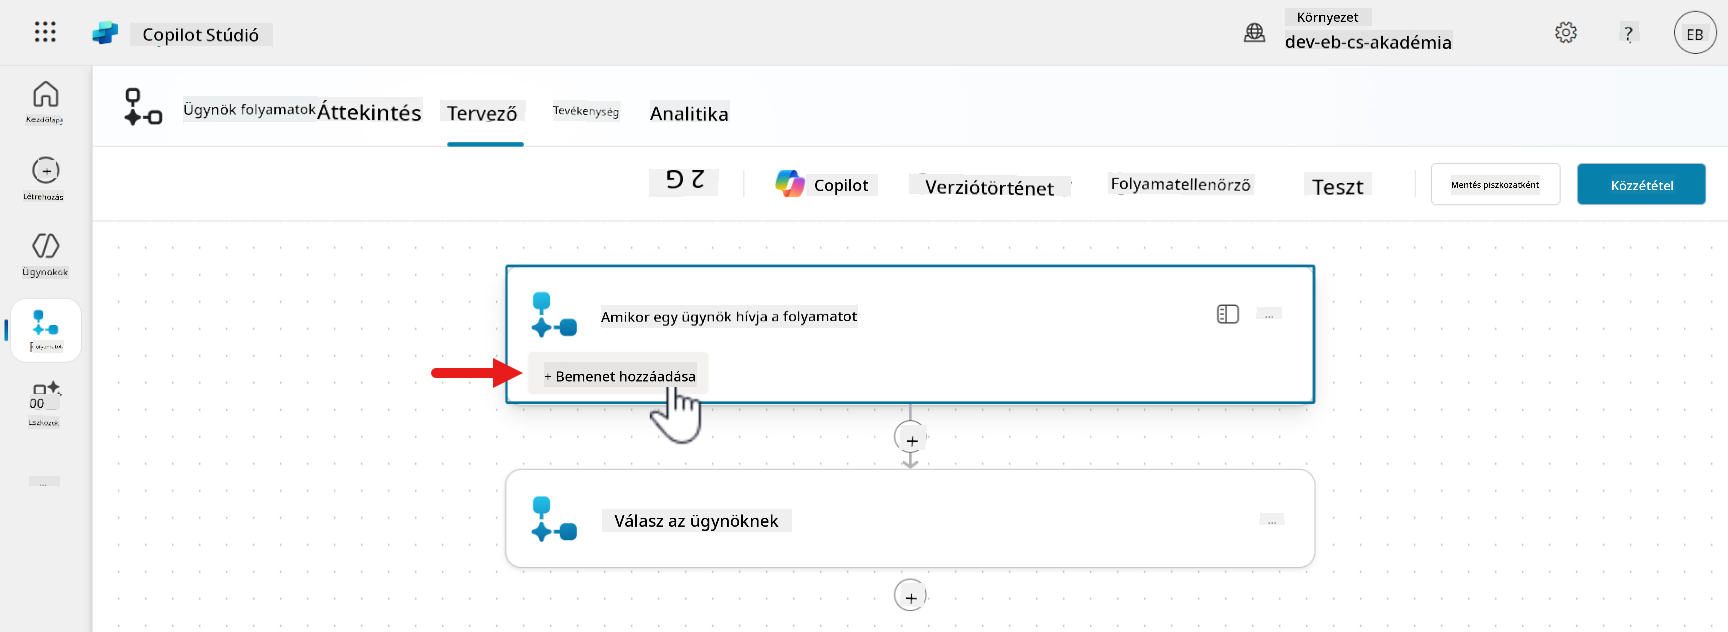 Copilot Stúdió
Környezet
dev-eb-cs-akadémia
?
EB
Kezdőlap
Létrehozás
Ügynökök
Folyamatok
Eszközök
...
Ügynök folyamatok
Áttekintés
Tervező
Tevékenység
Analitika
Copilot
Verziótörténet
Folyamatellenőrző
Teszt
Mentés piszkozatként
Közzététel
Amikor egy ügynök hívja a folyamatot
...
+ Bemenet hozzáadása
+
Válasz az ügynöknek
...
+